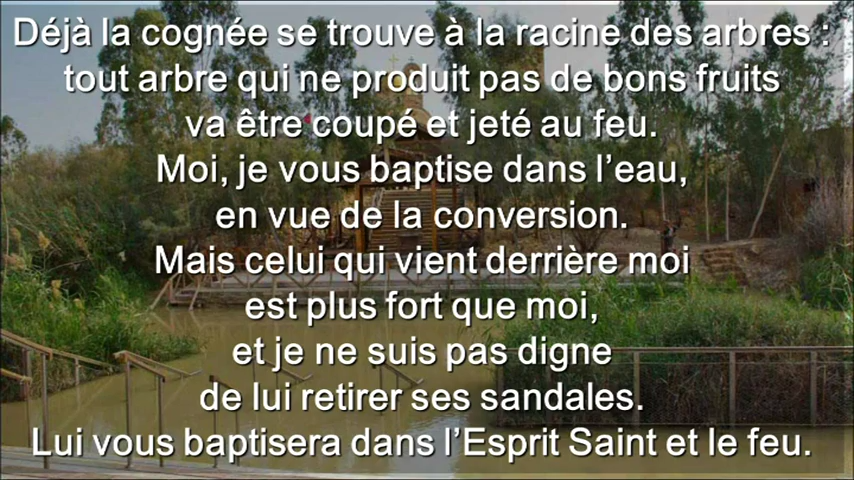 Déjà la cognée se trouve à la racine des arbres :
tout arbre qui ne produit pas de bons fruits
va être coupé et jeté au feu.
Moi, je vous baptise dans l’eau,
en vue de la conversion.
Mais celui qui vient derrière moi
est plus fort que moi,
et je ne suis pas digne
de lui retirer ses sandales.
Lui vous baptisera dans l’Esprit Saint et le feu.